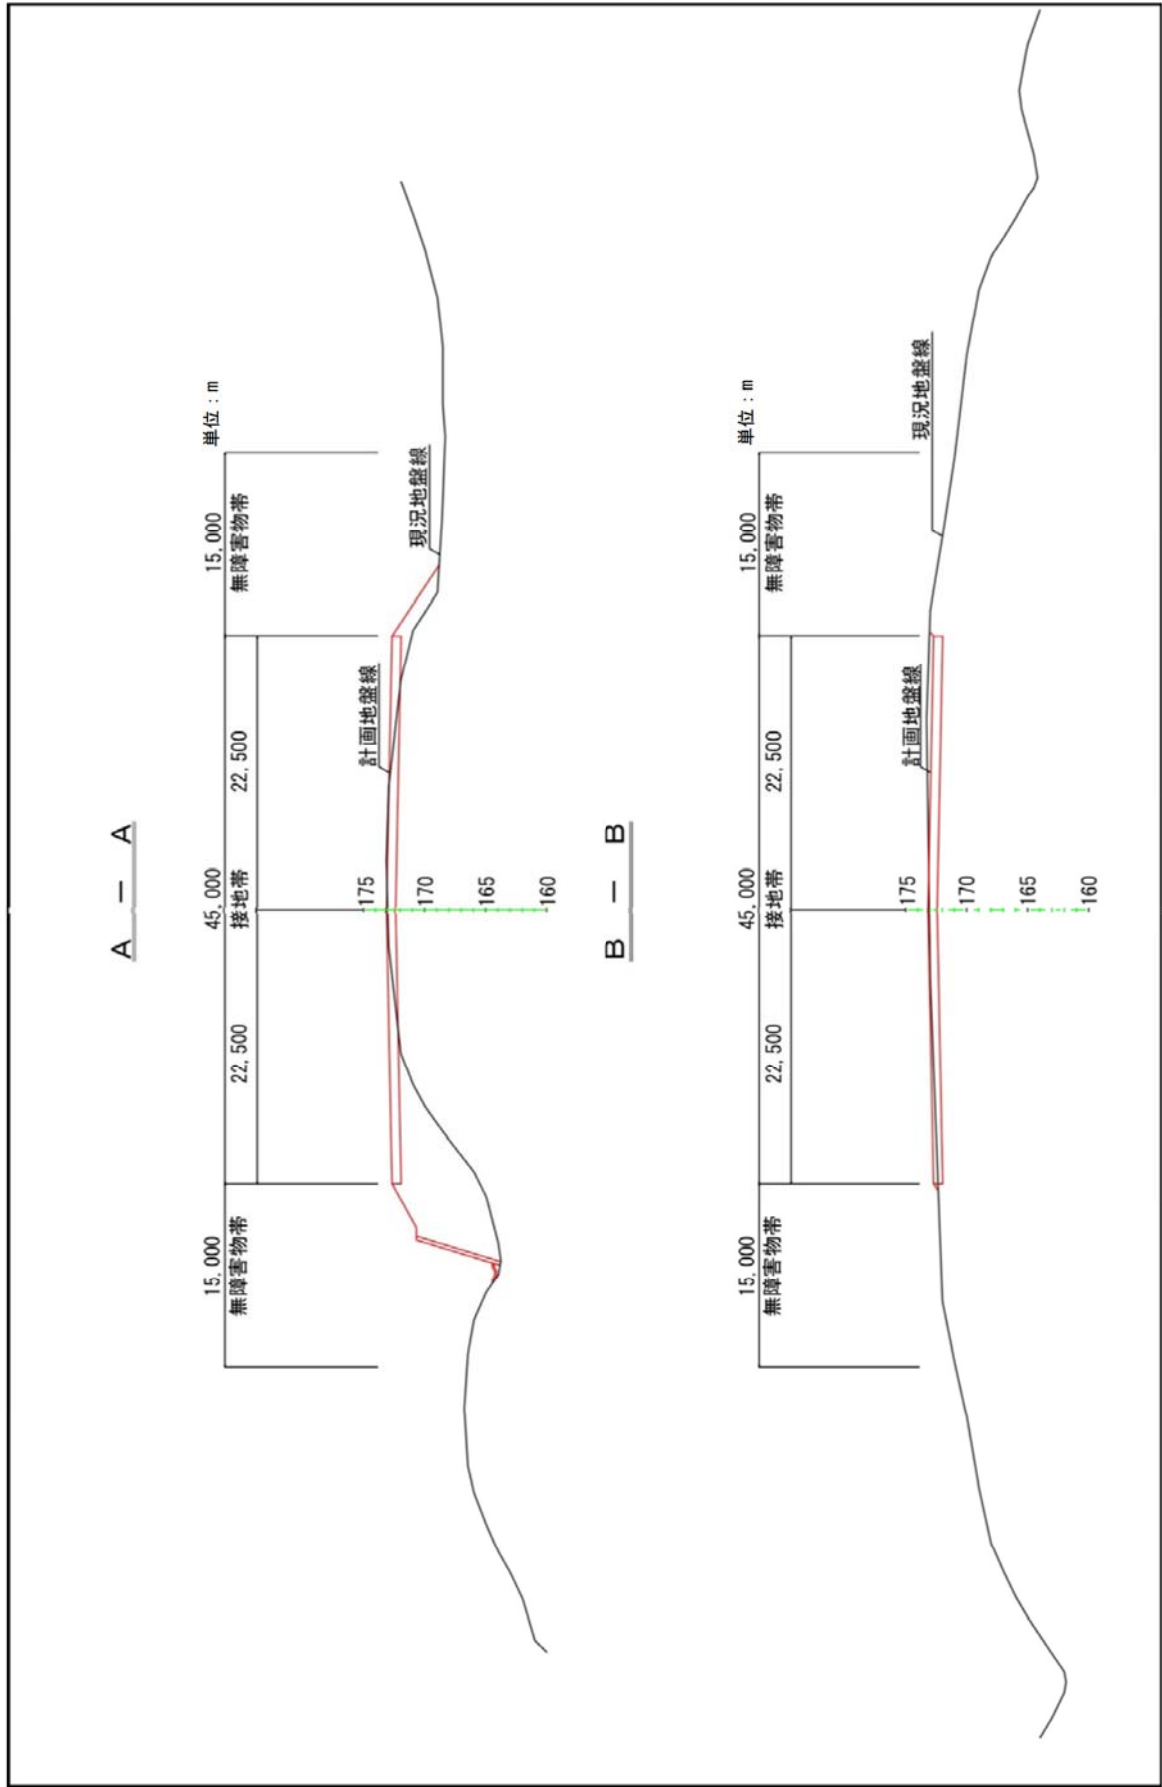 A － A
単位：m
15,000
45,000
15,000
無障害物帯
22,500
接地帯
22,500
無障害物帯
計画地盤線
現況地盤線
175
170
165
160
B － B
単位：m
15,000
45,000
15,000
無障害物帯
22,500
接地帯
22,500
無障害物帯
計画地盤線
現況地盤線
175
170
165
160